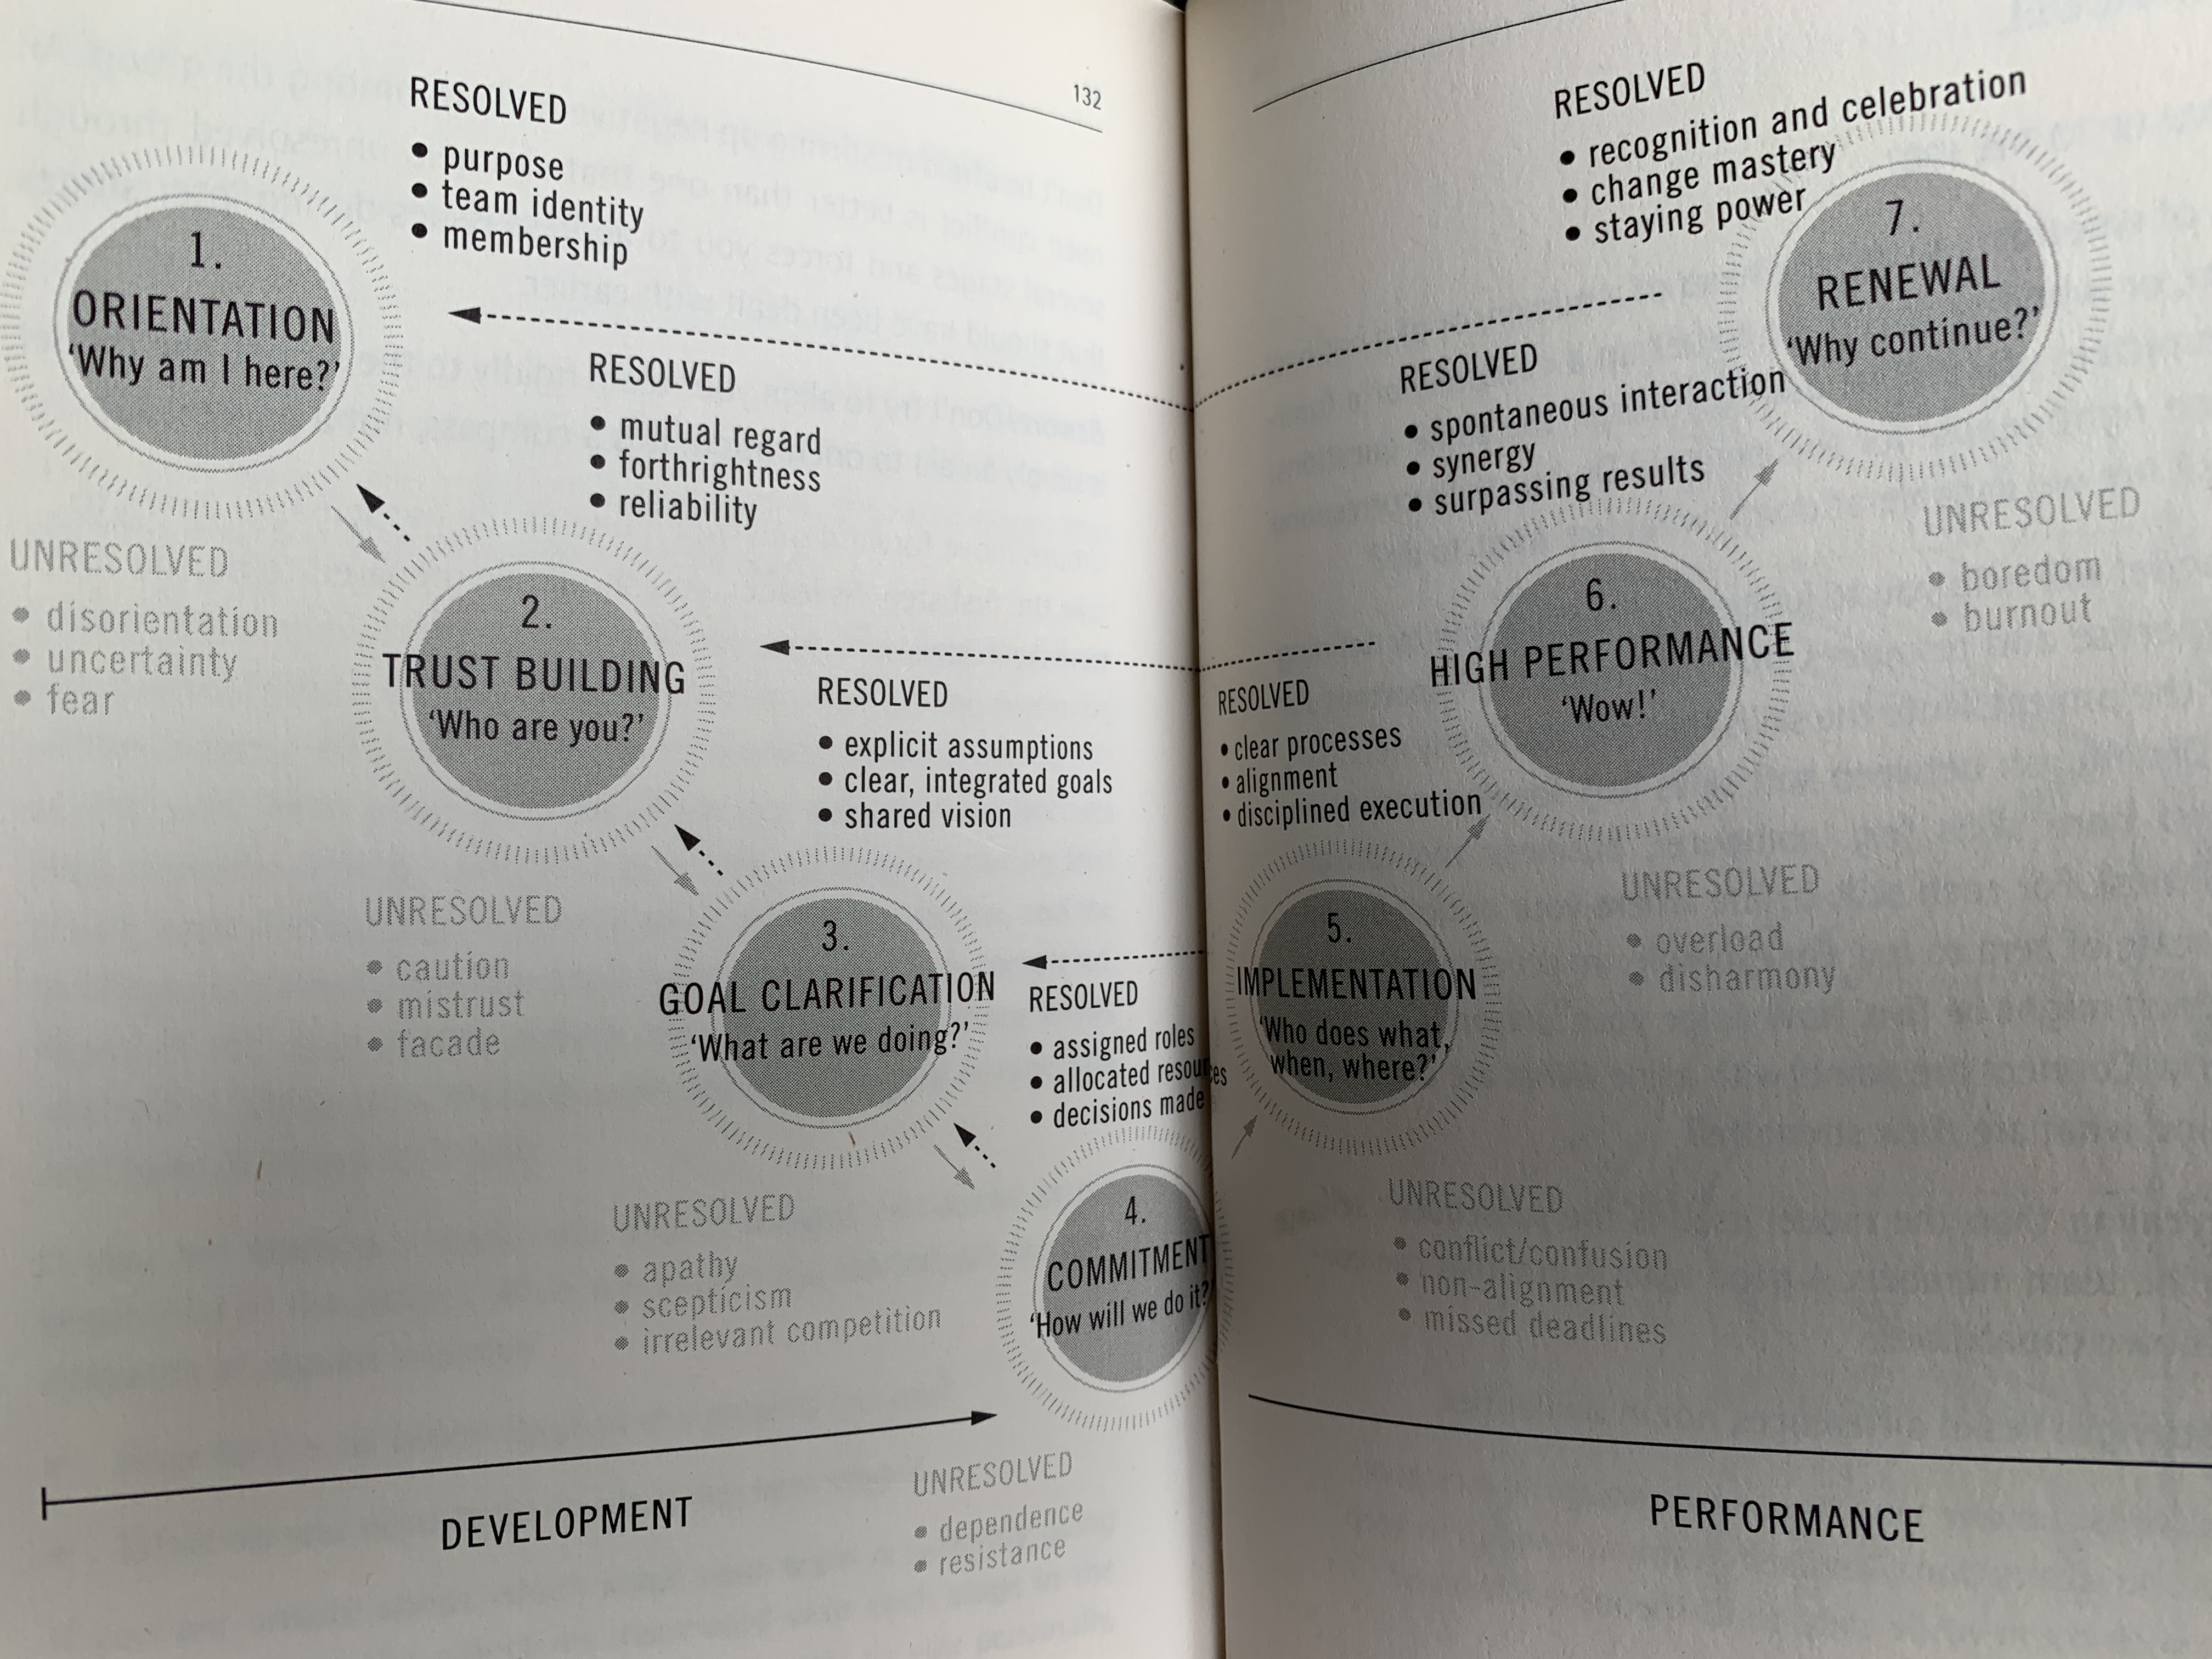 132
RESOLVED
• purpose
• team identity
• membership
1.
ORIENTATION
‘Why am I here?’
UNRESOLVED
• disorientation
• uncertainty
• fear
RESOLVED
• mutual regard
• forthrightness
• reliability
2.
TRUST BUILDING
‘Who are you?’
UNRESOLVED
• caution
• mistrust
• facade
RESOLVED
• explicit assumptions
• clear, integrated goals
• shared vision
3.
GOAL CLARIFICATION
‘What are we doing?’
UNRESOLVED
• apathy
• scepticism
• irrelevant competition
RESOLVED
• assigned roles
• allocated resources
• decisions made
4.
COMMITMENT
‘How will we do it?’
UNRESOLVED
• dependence
• resistance
DEVELOPMENT
RESOLVED
• clear processes
• alignment
• disciplined execution
5.
IMPLEMENTATION
‘Who does what,
when, where?’
UNRESOLVED
• conflict/confusion
• non-alignment
• missed deadlines
RESOLVED
• spontaneous interaction
• synergy
• surpassing results
6.
HIGH PERFORMANCE
‘Wow!’
UNRESOLVED
• overload
• disharmony
RESOLVED
• recognition and celebration
• change mastery
• staying power
7.
RENEWAL
‘Why continue?’
UNRESOLVED
• boredom
• burnout
PERFORMANCE